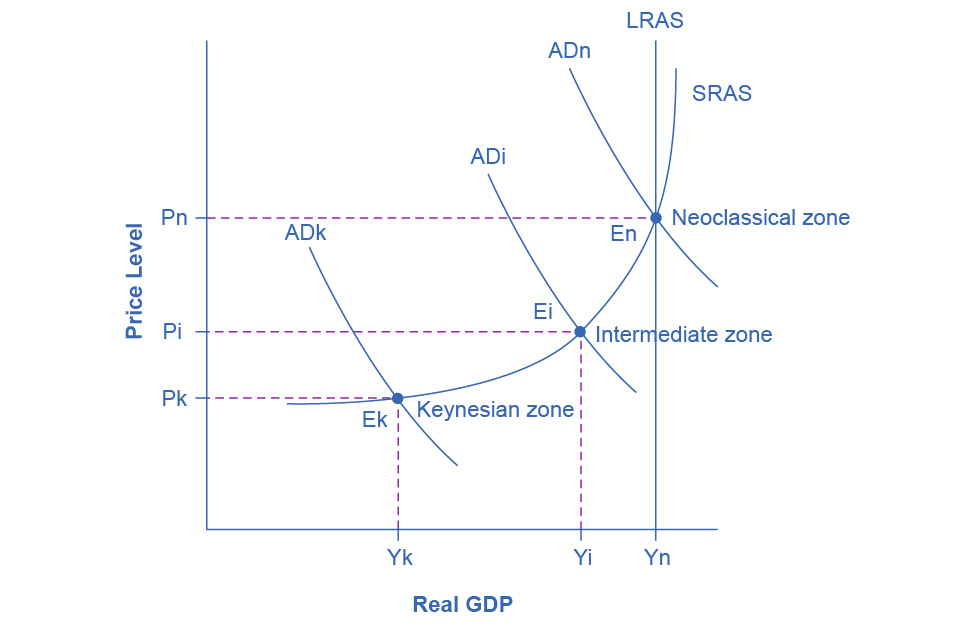 LRAS
ADn
SRAS
ADi
Pn
Neoclassical zone
ADk
En
Price Level
Ei
Pi
Intermediate zone
Pk
Keynesian zone
Ek
Yk
Yi
Yn
Real GDP